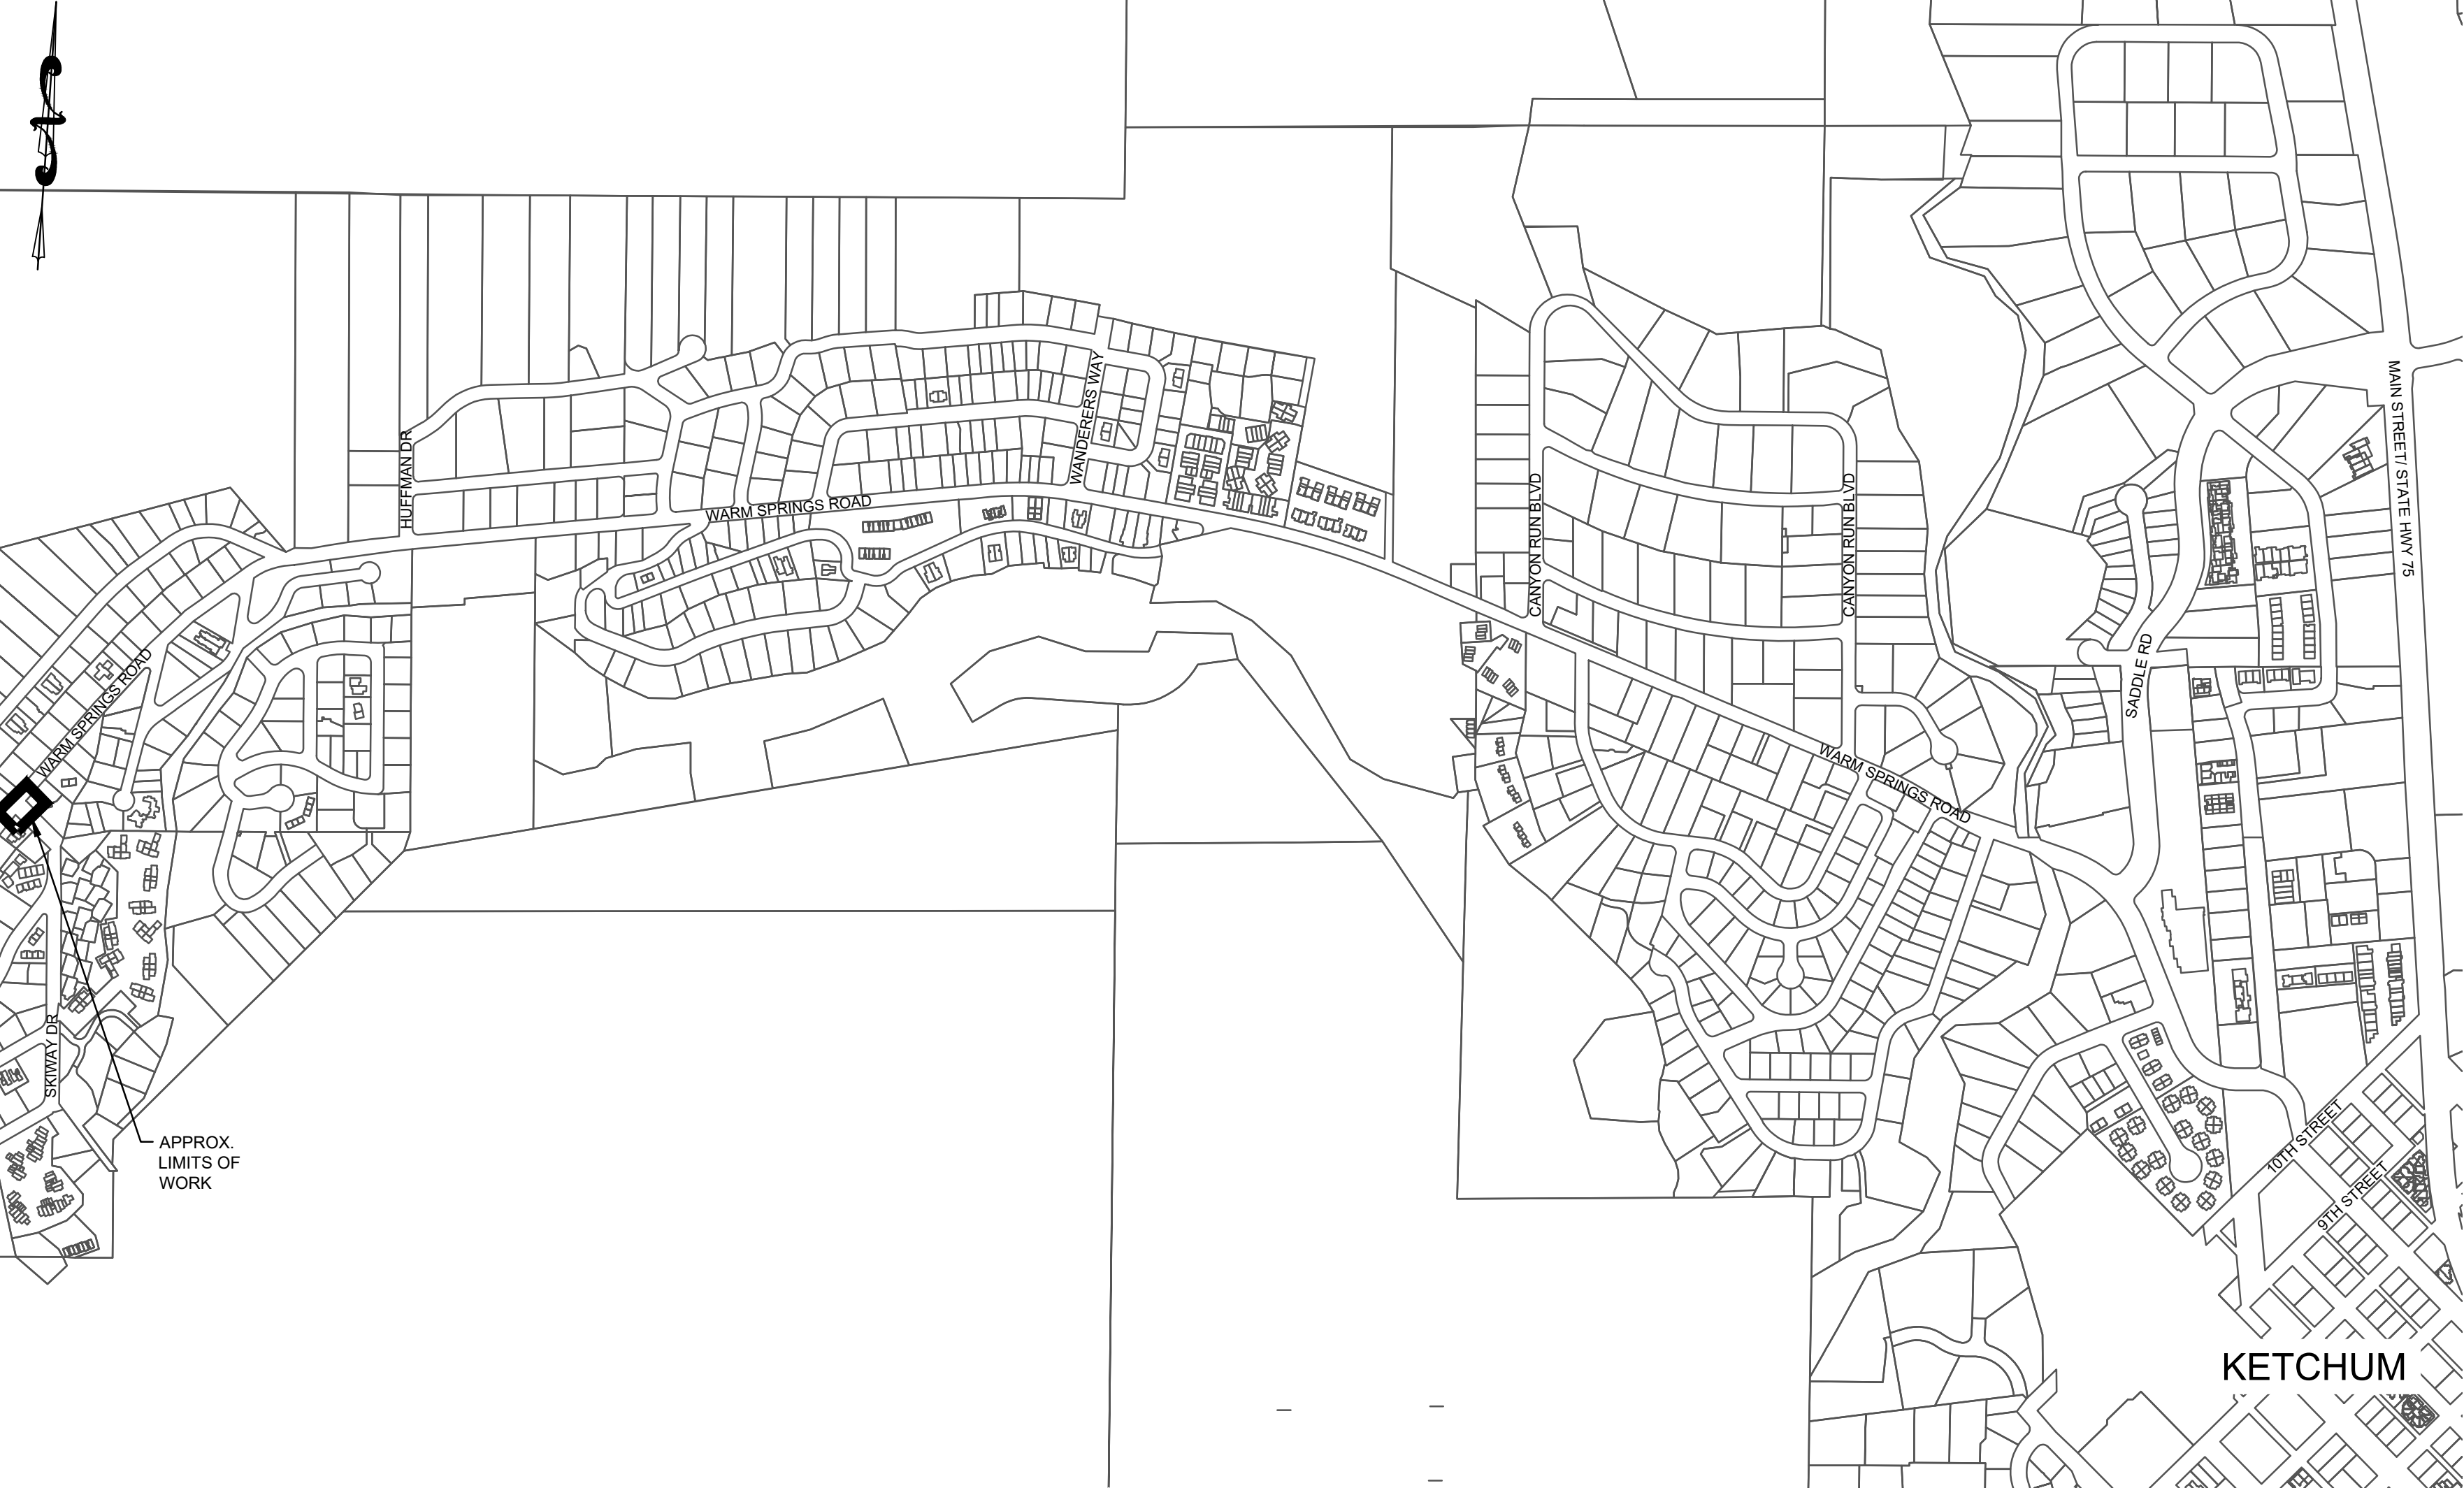 MAIN STREET/ STATE HWY 75
WANDERERS WAY
HUFFMAN DR
WARM SPRINGS ROAD
CANYON RUN BLVD
CANYON RUN BLVD
SADDLE RD
WARM SPRINGS ROAD
WARM SPRINGS ROAD
SKIWAY DR
APPROX.
LIMITS OF
WORK
10TH STREET
9TH STREET
KETCHUM